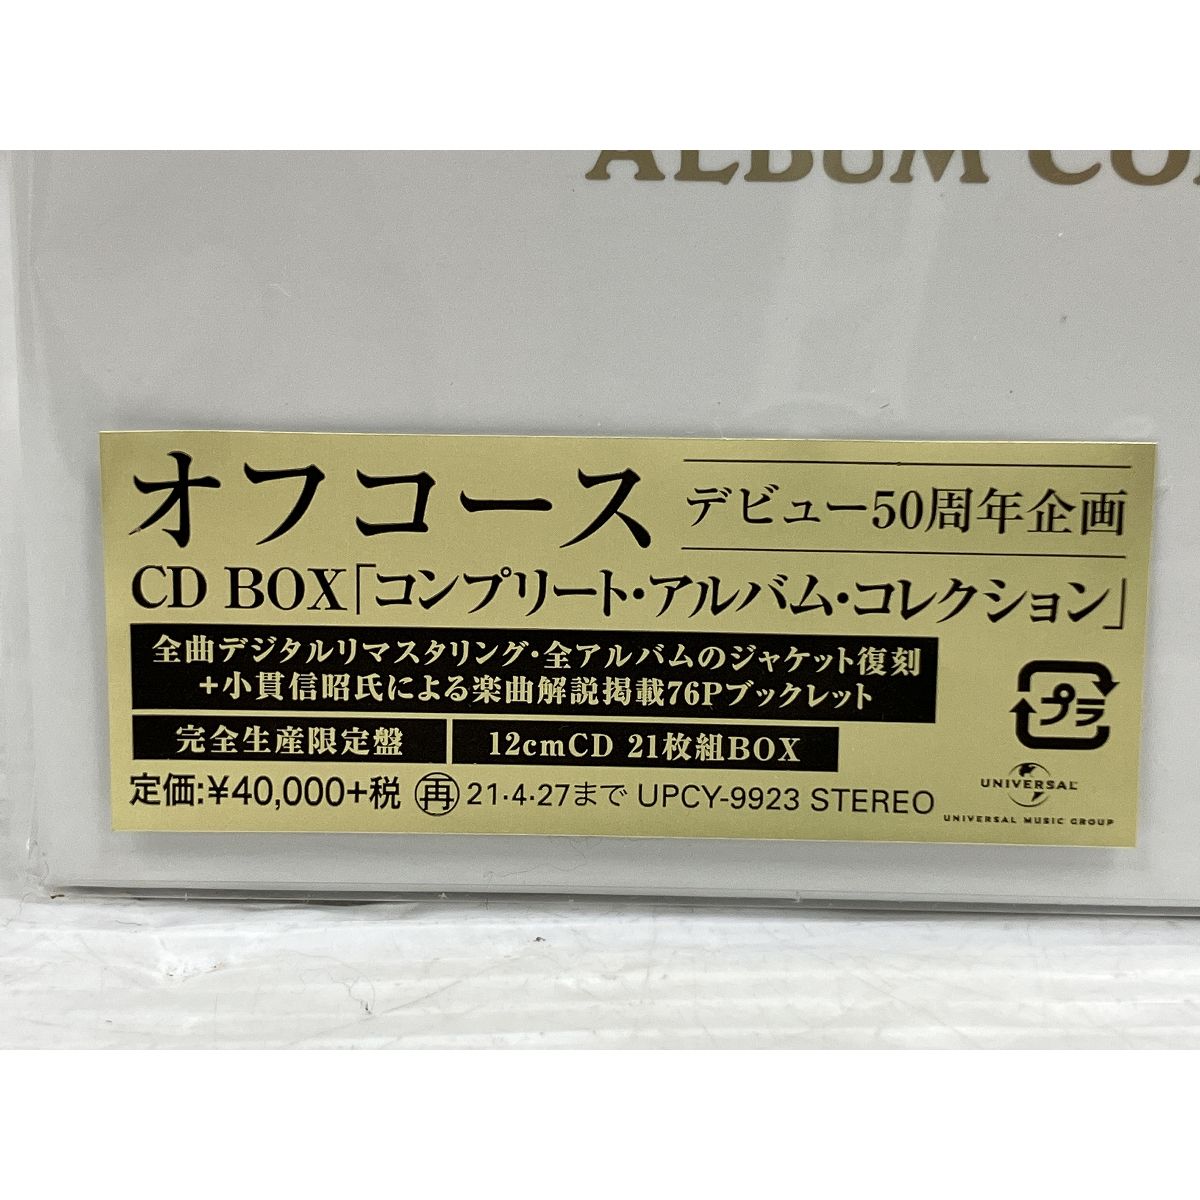 ALBUM CO
オフコース デビュー50周年企画
CD BOX「コンプリート・アルバム・コレクション」
全曲デジタルリマスタリング・全アルバムのジャケット復刻
+小貫信昭氏による楽曲解説掲載76Pブックレット
完全生産限定盤 12cmCD 21枚組BOX
プラ
定価:¥40,000+税 再 21・4・27まで UPCY-9923 STEREO
UNIVERSAL
UNIVERSAL MUSIC GROUP